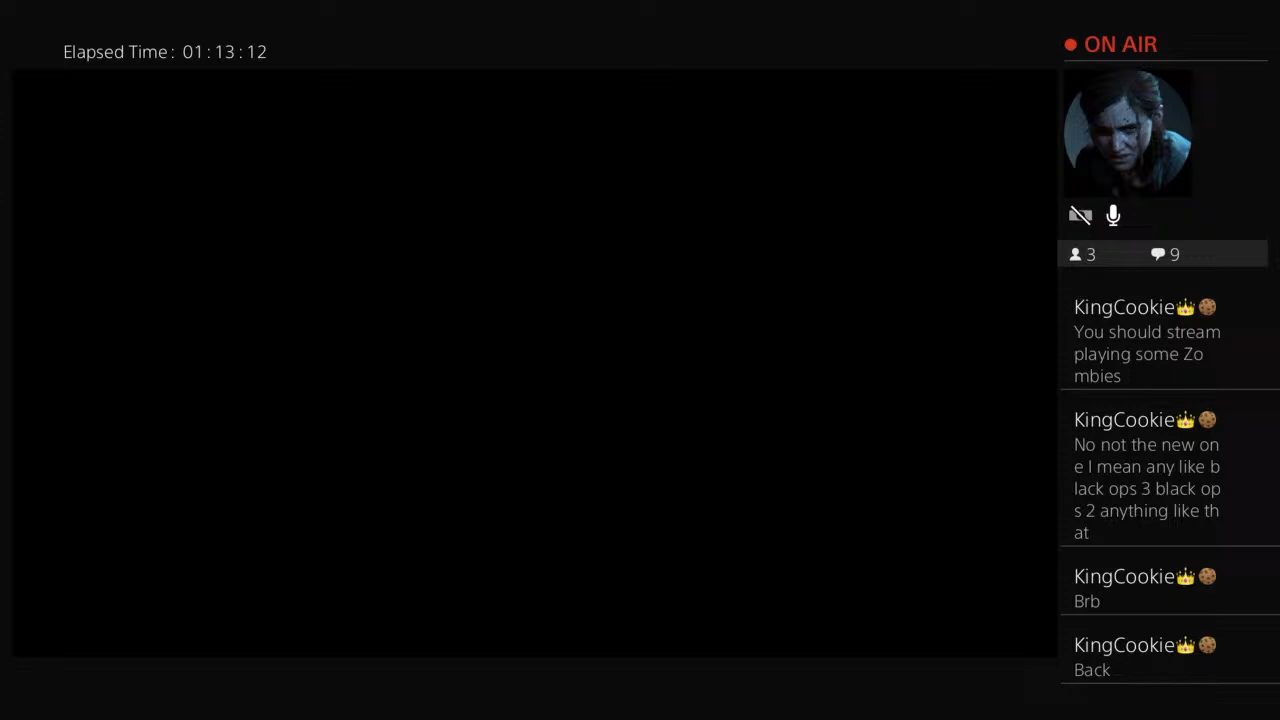 Elapsed Time: 01:13:12
ON AIR
3 9
KingCookie👑🍪
You should stream
playing some Zo
mbies
KingCookie👑🍪
No not the new on
e I mean any like b
lack ops 3 black op
s 2 anything like th
at
KingCookie👑🍪
Brb
KingCookie👑🍪
Back